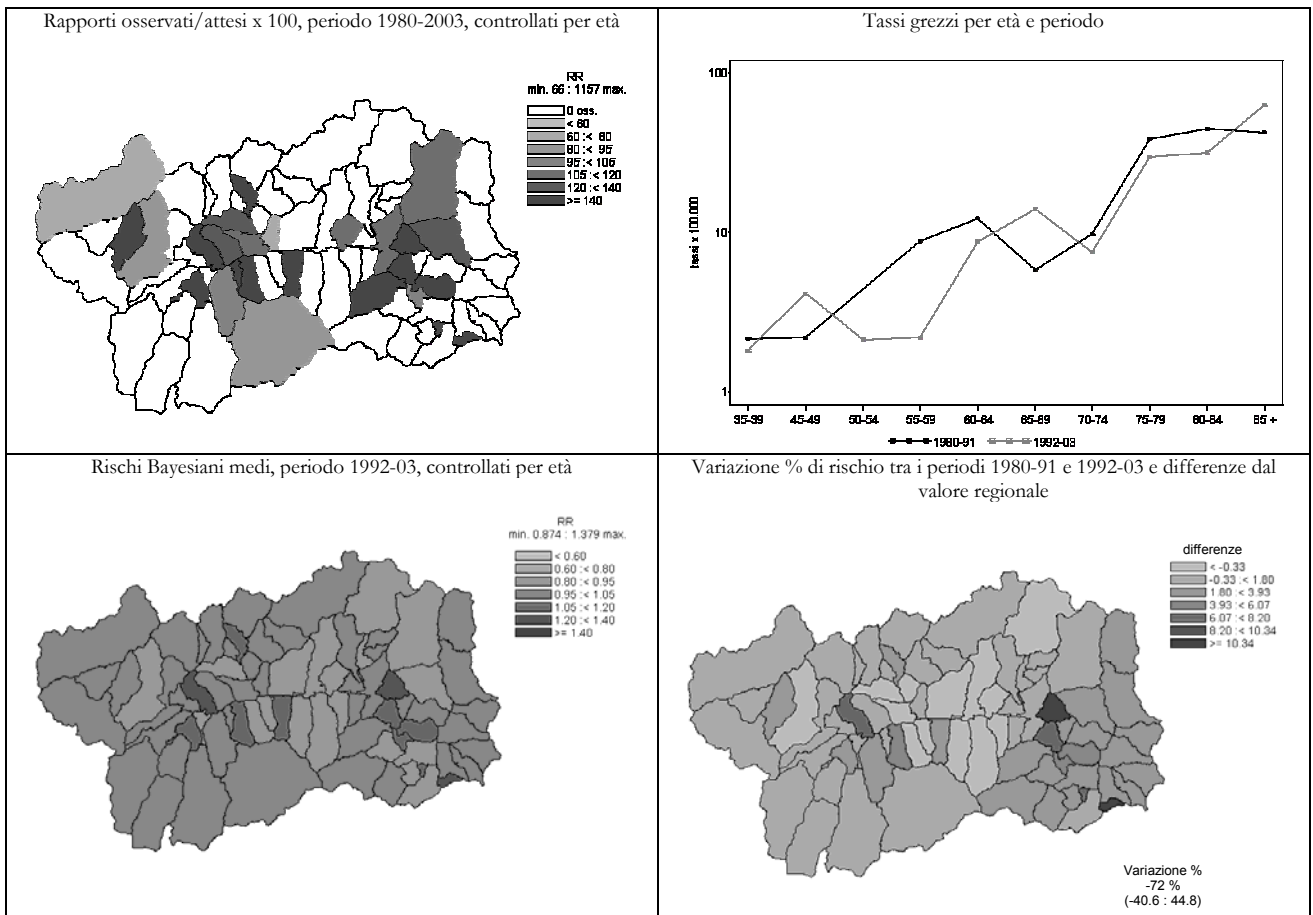 Rapporti osservati/attesi x 100, periodo 1980-2003, controllati per età
RR
min. 66 : 1157 max.
0 oss.
< 60
60 :< 80
80 :< 95
95 :< 105
105 :< 120
120 :< 140
>= 140
Tassi grezzi per età e periodo
tassi x 100.000
100
10
1
35-39
45-49
50-54
55-59
60-64
65-69
70-74
75-79
80-84
85 +
1980-91
1992-03
Rischi Bayesiani medi, periodo 1992-03, controllati per età
RR
min. 0.874 : 1.379 max.
< 0.60
0.60 :< 0.80
0.80 :< 0.95
0.95 :< 1.05
1.05 :< 1.20
1.20 :< 1.40
>= 1.40
Variazione % di rischio tra i periodi 1980-91 e 1992-03 e differenze dal
valore regionale
differenze
< -0.33
-0.33 :< 1.80
1.80 :< 3.93
3.93 :< 6.07
6.07 :< 8.20
8.20 :< 10.34
>= 10.34
Variazione %
-72 %
(-40.6 : 44.8)